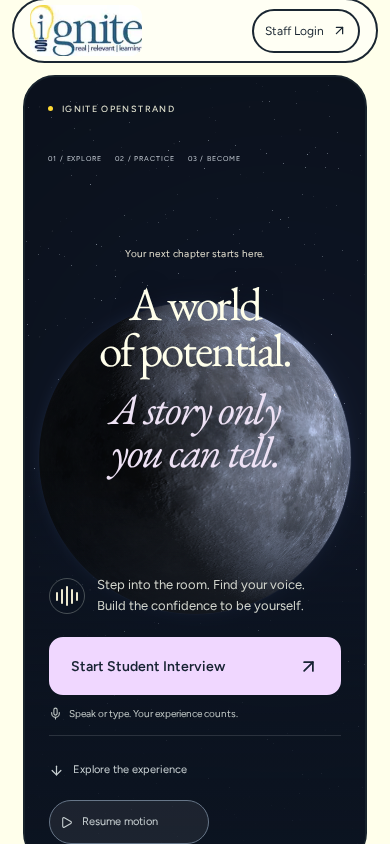 ignite
real | relevant | learning
Staff Login
IGNITE OPENSTRAND
01 / EXPLORE 02 / PRACTICE 03 / BECOME
Your next chapter starts here.
A world
of potential.
A story only
you can tell.
Step into the room. Find your voice.
Build the confidence to be yourself.
Start Student Interview
Speak or type. Your experience counts.
Explore the experience
Resume motion